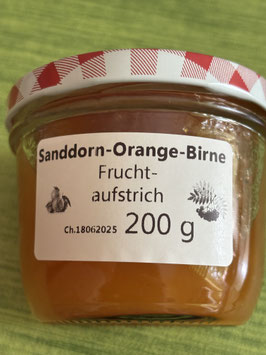 Sanddorn-Orange-Birne
Frucht-
aufstrich
Ch.18062025 200 g